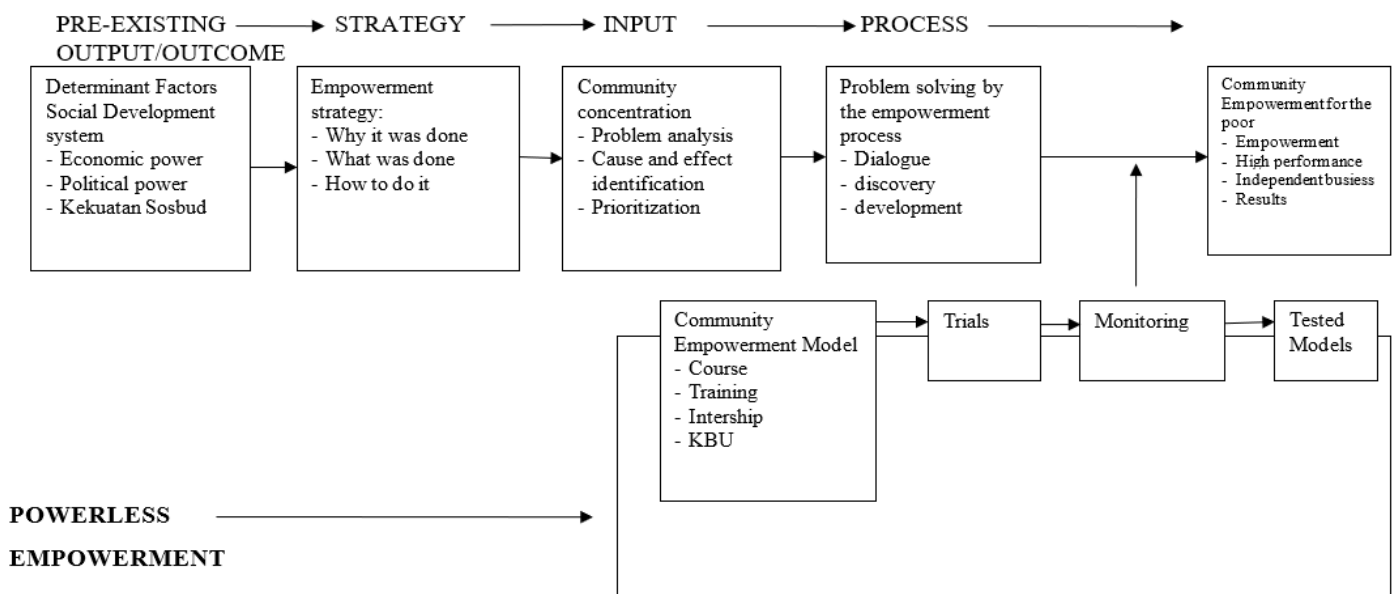 PRE-EXISTING STRATEGY INPUT PROCESS
OUTPUT/OUTCOME
Determinant Factors
Social Development
system
- Economic power
- Political power
- Kekuatan Sosbud
Empowerment
strategy:
- Why it was done
- What was done
- How to do it
Community
concentration
- Problem analysis
- Cause and effect
identification
- Prioritization
Problem solving by
the empowerment
process
- Dialogue
- discovery
- development
Community
Empowerment for the
poor
- Empowerment
- High performance
- Independent busiess
- Results
Community
Empowerment Model
- Course
- Training
- Intership
- KBU
Trials
Monitoring
Tested
Models
POWERLESS
EMPOWERMENT